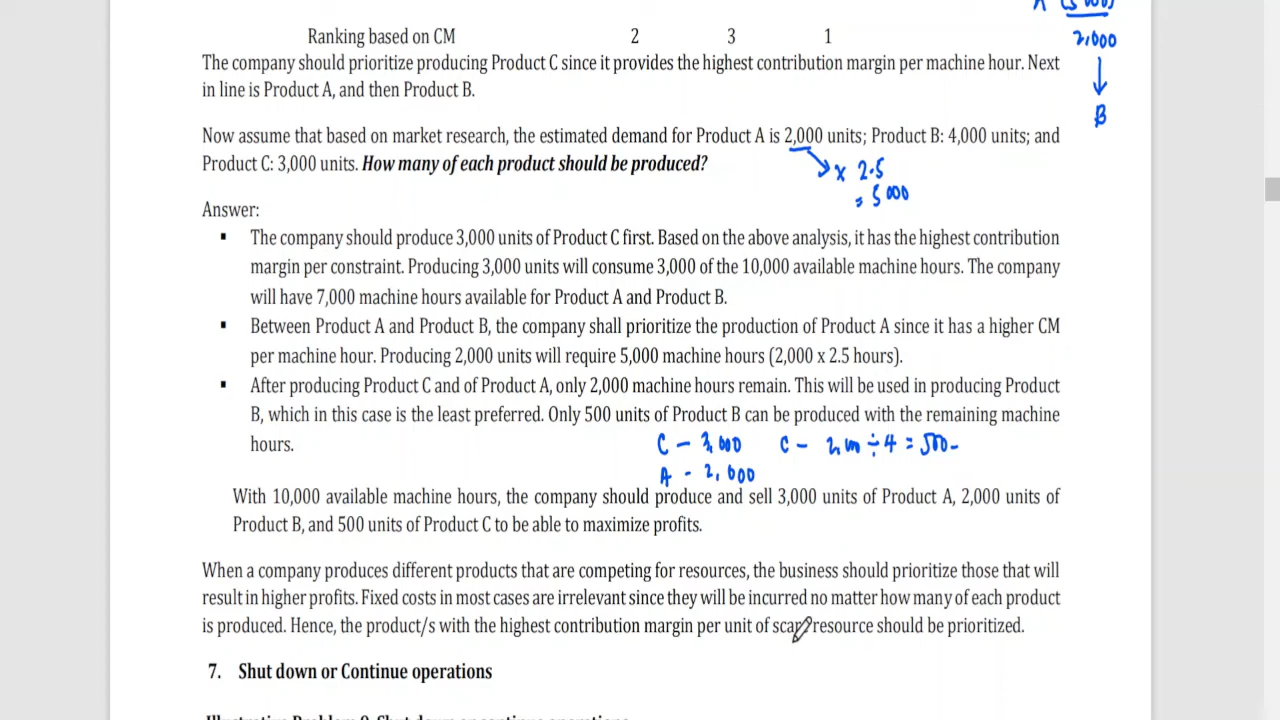 A (5000)
Ranking based on CM 2 3 1
2,000
The company should prioritize producing Product C since it provides the highest contribution margin per machine hour. Next
in line is Product A, and then Product B.
B
Now assume that based on market research, the estimated demand for Product A is 2,000 units; Product B: 4,000 units; and
Product C: 3,000 units. How many of each product should be produced?
x 2.5
= 5000
Answer:
▪ The company should produce 3,000 units of Product C first. Based on the above analysis, it has the highest contribution
margin per constraint. Producing 3,000 units will consume 3,000 of the 10,000 available machine hours. The company
will have 7,000 machine hours available for Product A and Product B.
▪ Between Product A and Product B, the company shall prioritize the production of Product A since it has a higher CM
per machine hour. Producing 2,000 units will require 5,000 machine hours (2,000 x 2.5 hours).
▪ After producing Product C and of Product A, only 2,000 machine hours remain. This will be used in producing Product
B, which in this case is the least preferred. Only 500 units of Product B can be produced with the remaining machine
hours.
C - 3,000 C - 2,000 ÷ 4 = 500-
A - 2,000
With 10,000 available machine hours, the company should produce and sell 3,000 units of Product A, 2,000 units of
Product B, and 500 units of Product C to be able to maximize profits.
When a company produces different products that are competing for resources, the business should prioritize those that will
result in higher profits. Fixed costs in most cases are irrelevant since they will be incurred no matter how many of each product
is produced. Hence, the product/s with the highest contribution margin per unit of scar resource should be prioritized.
7. Shut down or Continue operations